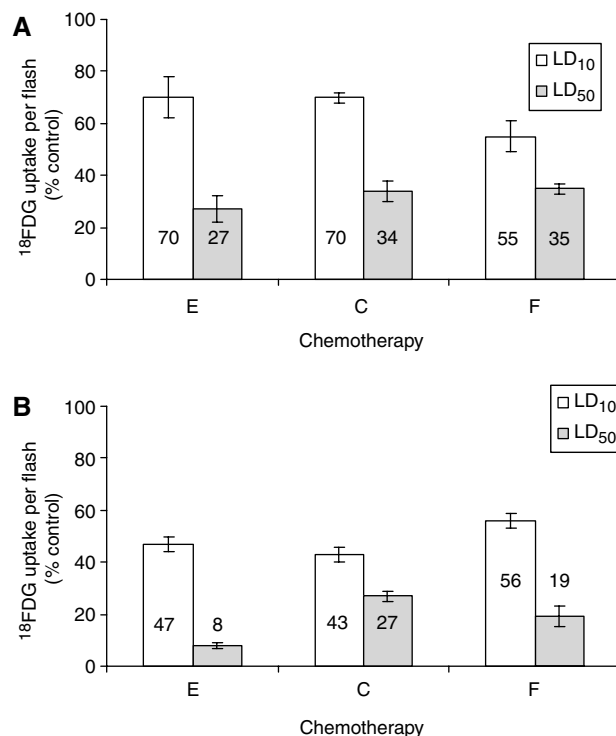 A
100
80
60
40
20
0
¹⁸FDG uptake per flash
(% control)
LD₁₀
LD₅₀
70 27 70 34 55 35
E C F
Chemotherapy
B
100
80
60
40
20
0
¹⁸FDG uptake per flash
(% control)
LD₁₀
LD₅₀
47 8 43 27 56 19
E C F
Chemotherapy